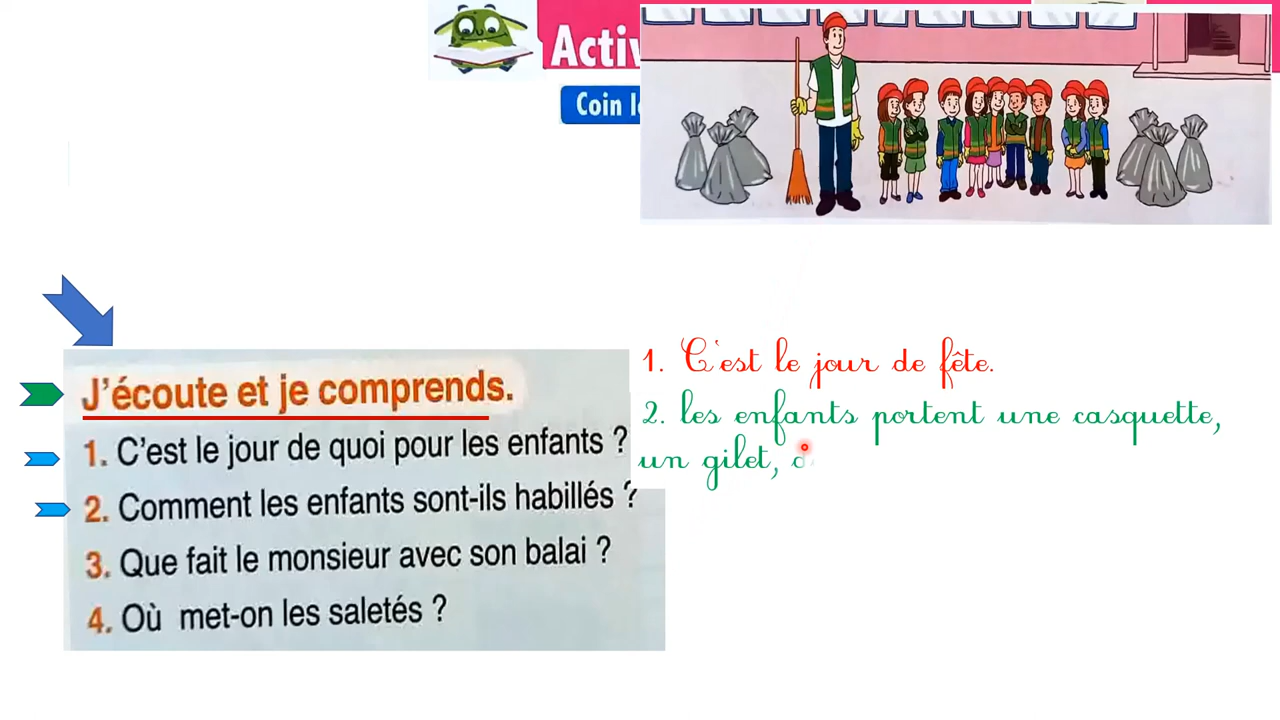 Activ
Coin l
J'écoute et je comprends.
1. C'est le jour de quoi pour les enfants ?
2. Comment les enfants sont-ils habillés ?
3. Que fait le monsieur avec son balai ?
4. Où met-on les saletés ?
1. C'est le jour de fête.
2. les enfants portent une casquette,
un gilet,